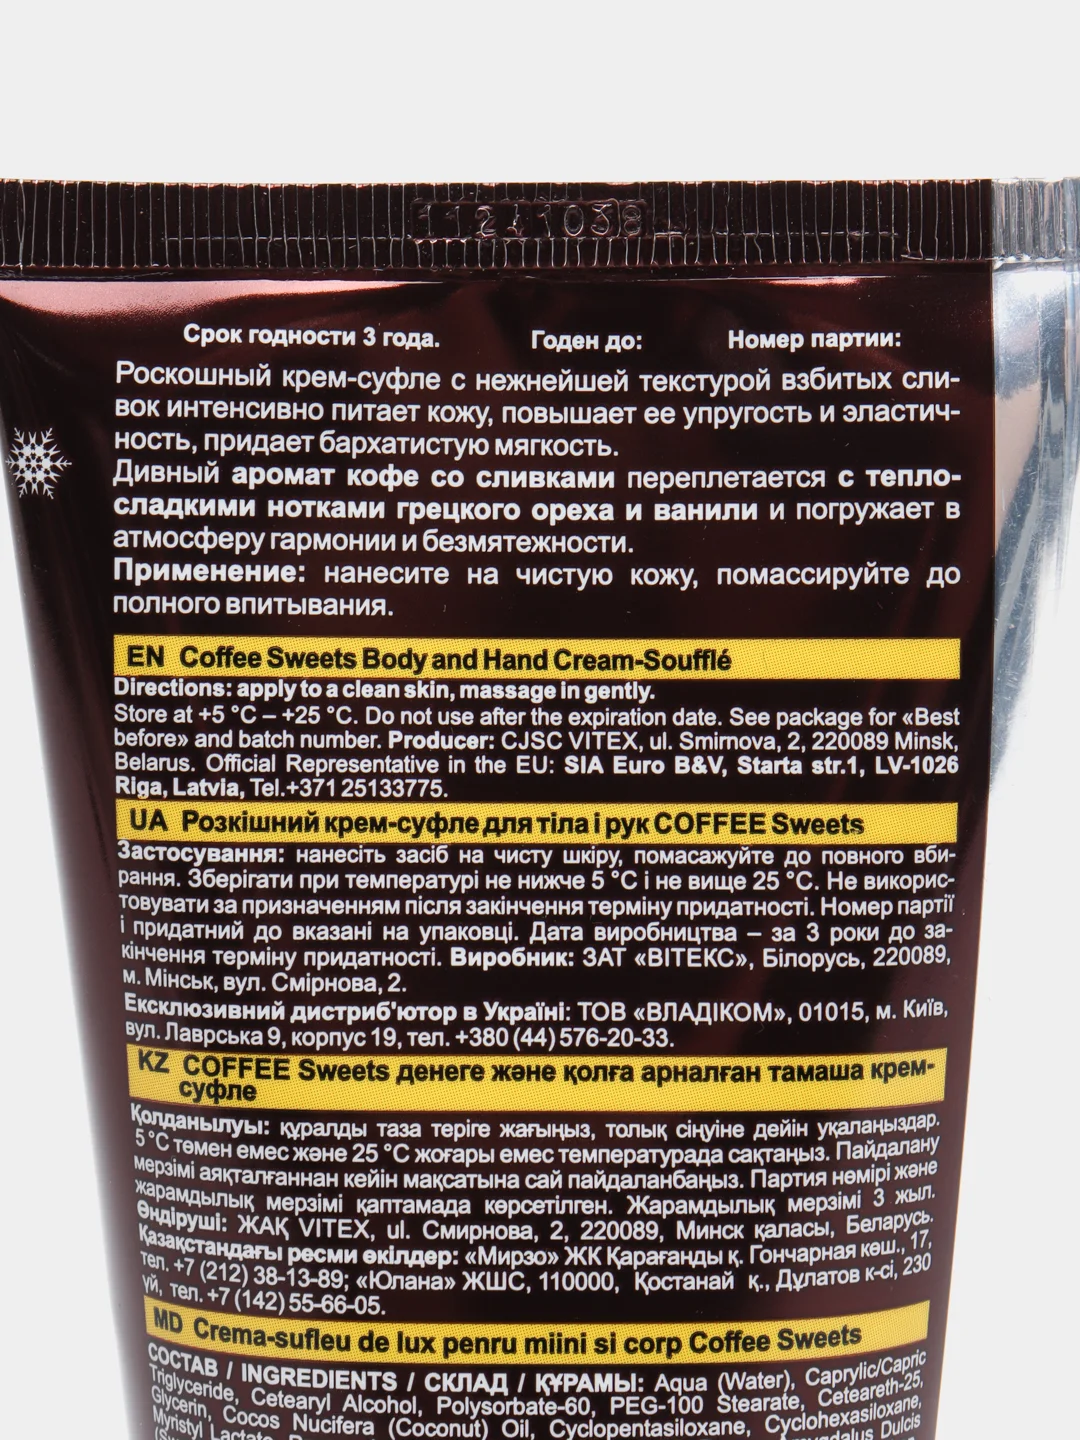 Срок годности 3 года. Годен до: Номер партии:
Роскошный крем-суфле с нежнейшей текстурой взбитых сли-
вок интенсивно питает кожу, повышает ее упругость и эластич-
ность, придает бархатистую мягкость.
Дивный аромат кофе со сливками переплетается с тепло-
сладкими нотками грецкого ореха и ванили и погружает в
атмосферу гармонии и безмятежности.
Применение: нанесите на чистую кожу, помассируйте до
полного впитывания.
EN Coffee Sweets Body and Hand Cream-Soufflé
Directions: apply to a clean skin, massage in gently.
Store at +5 °C – +25 °C. Do not use after the expiration date. See package for «Best
before» and batch number. Producer: CJSC VITEX, ul. Smirnova, 2, 220089 Minsk,
Belarus. Official Representative in the EU: SIA Euro B&V, Starta str.1, LV-1026
Riga, Latvia, Tel.+371 25133775.
UA Розкішний крем-суфле для тіла і рук COFFEE Sweets
Застосування: нанесіть засіб на чисту шкіру, помасажуйте до повного вби-
рання. Зберігати при температурі не нижче 5 °C і не вище 25 °C. Не викорис-
товувати за призначенням після закінчення терміну придатності. Номер партії
і придатний до вказані на упаковці. Дата виробництва – за 3 роки до за-
кінчення терміну придатності. Виробник: ЗАТ «ВІТЕКС», Білорусь, 220089,
м. Мінськ, вул. Смірнова, 2.
Ексклюзивний дистриб'ютор в Україні: ТОВ «ВЛАДІКОМ», 01015, м. Київ,
вул. Лаврська 9, корпус 19, тел. +380 (44) 576-20-33.
KZ COFFEE Sweets денеге және қолға арналған тамаша крем-
суфле
Қолданылуы: құралды таза теріге жағыңыз, толық сіңуіне дейін уқалаңыздар.
5 °C төмен емес және 25 °C жоғары емес температурада сақтаңыз. Пайдалану
мерзімі аяқталғаннан кейін мақсатына сай пайдаланбаңыз. Партия нөмірі және
жарамдылық мерзімі қаптамада көрсетілген. Жарамдылық мерзімі 3 жыл.
Өндіруші: ЖАҚ VITEX, ul. Смирнова, 2, 220089, Минск қаласы, Беларусь.
Қазақстандағы ресми өкілдер: «Мирзо» ЖК Қарағанды қ. Гончарная көш., 17,
тел. +7 (212) 38-13-89; «Юлана» ЖШС, 110000, Қостанай қ., Дұлатов к-сі, 230
үй, тел. +7 (142) 55-66-05.
MD Crema-sufleu de lux penru miini si corp Coffee Sweets
СОСТАВ / INGREDIENTS / СКЛАД / ҚҰРАМЫ: Aqua (Water), Caprylic/Capric
Triglyceride, Cetearyl Alcohol, Polysorbate-60, PEG-100 Stearate, Ceteareth-25,
Glycerin, Cocos Nucifera (Coconut) Oil, Cyclopentasiloxane, Cyclohexasiloxane,
Myristyl Lactate, Dulcis